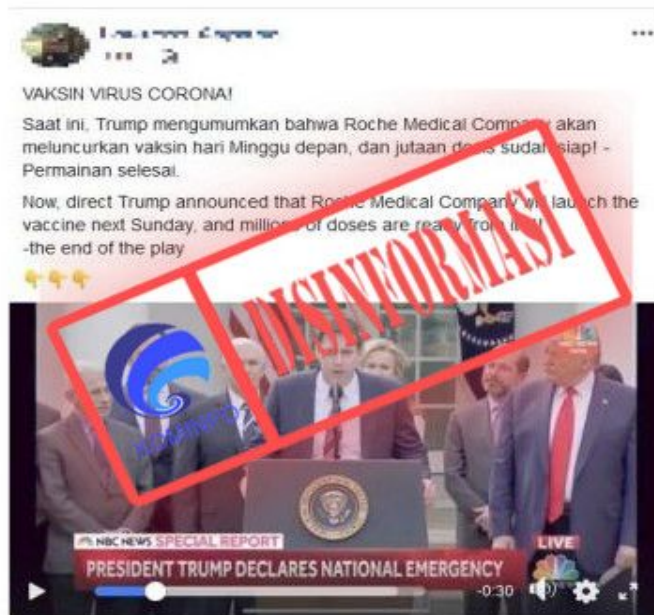 VAKSIN VIRUS CORONA!
Saat ini, Trump mengumumkan bahwa Roche Medical Company akan
meluncurkan vaksin hari Minggu depan, dan jutaan dosis sudah siap! -
Permainan selesai.
Now, direct Trump announced that Roche Medical Company will launch the
vaccine next Sunday, and millions of doses are ready from it!!!
-the end of the play
DISINFORMASI
KOMINFO
NBC NEWS SPECIAL REPORT
LIVE
PRESIDENT TRUMP DECLARES NATIONAL EMERGENCY
-0:30